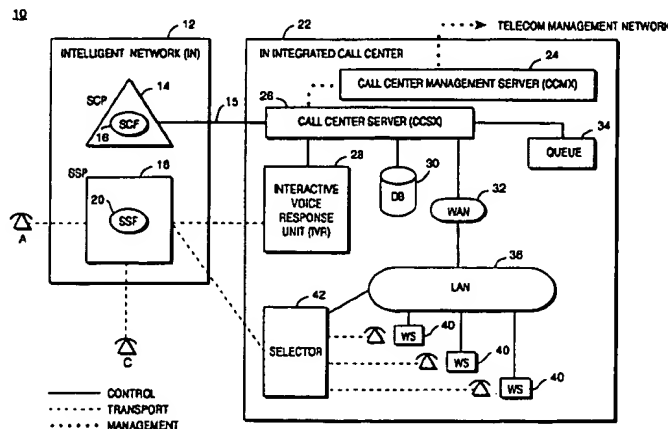 10
12
INTELLIGENT NETWORK (IN)
14
SCP
16
SCF
15
SSP
18
20
SSF
A
C
22
TELECOM MANAGEMENT NETWORK
IN INTEGRATED CALL CENTER
24
CALL CENTER MANAGEMENT SERVER (CCMX)
26
CALL CENTER SERVER (CCSX)
34
QUEUE
28
INTERACTIVE
VOICE
RESPONSE
UNIT (IVR)
30
DB
32
WAN
36
LAN
42
SELECTOR
WS
40
WS
40
WS
40
CONTROL
TRANSPORT
MANAGEMENT